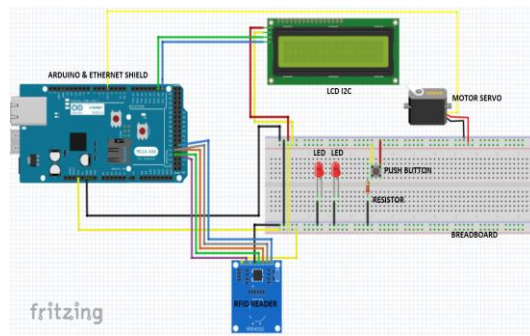 ARDUINO & ETHERNET SHIELD
LCD I2C
MOTOR SERVO
LED LED
PUSH BUTTON
RESISTOR
BREADBOARD
RFID READER
fritzing